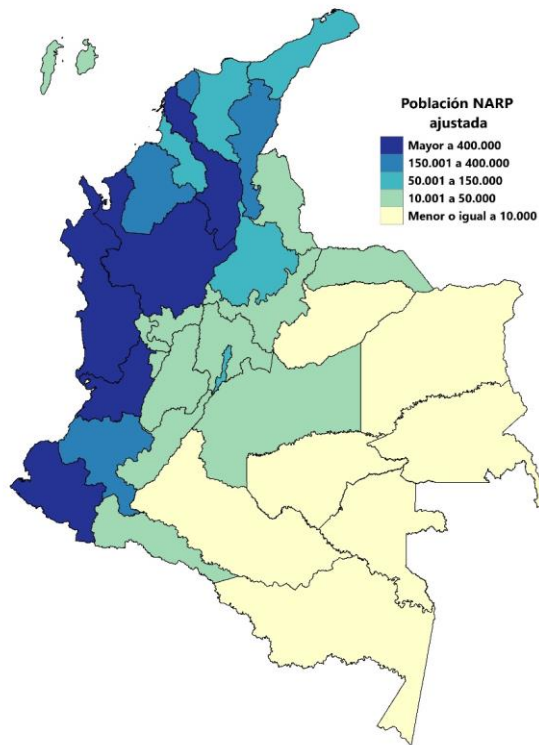 Población NARP
ajustada
Mayor a 400.000
150.001 a 400.000
50.001 a 150.000
10.001 a 50.000
Menor o igual a 10.000